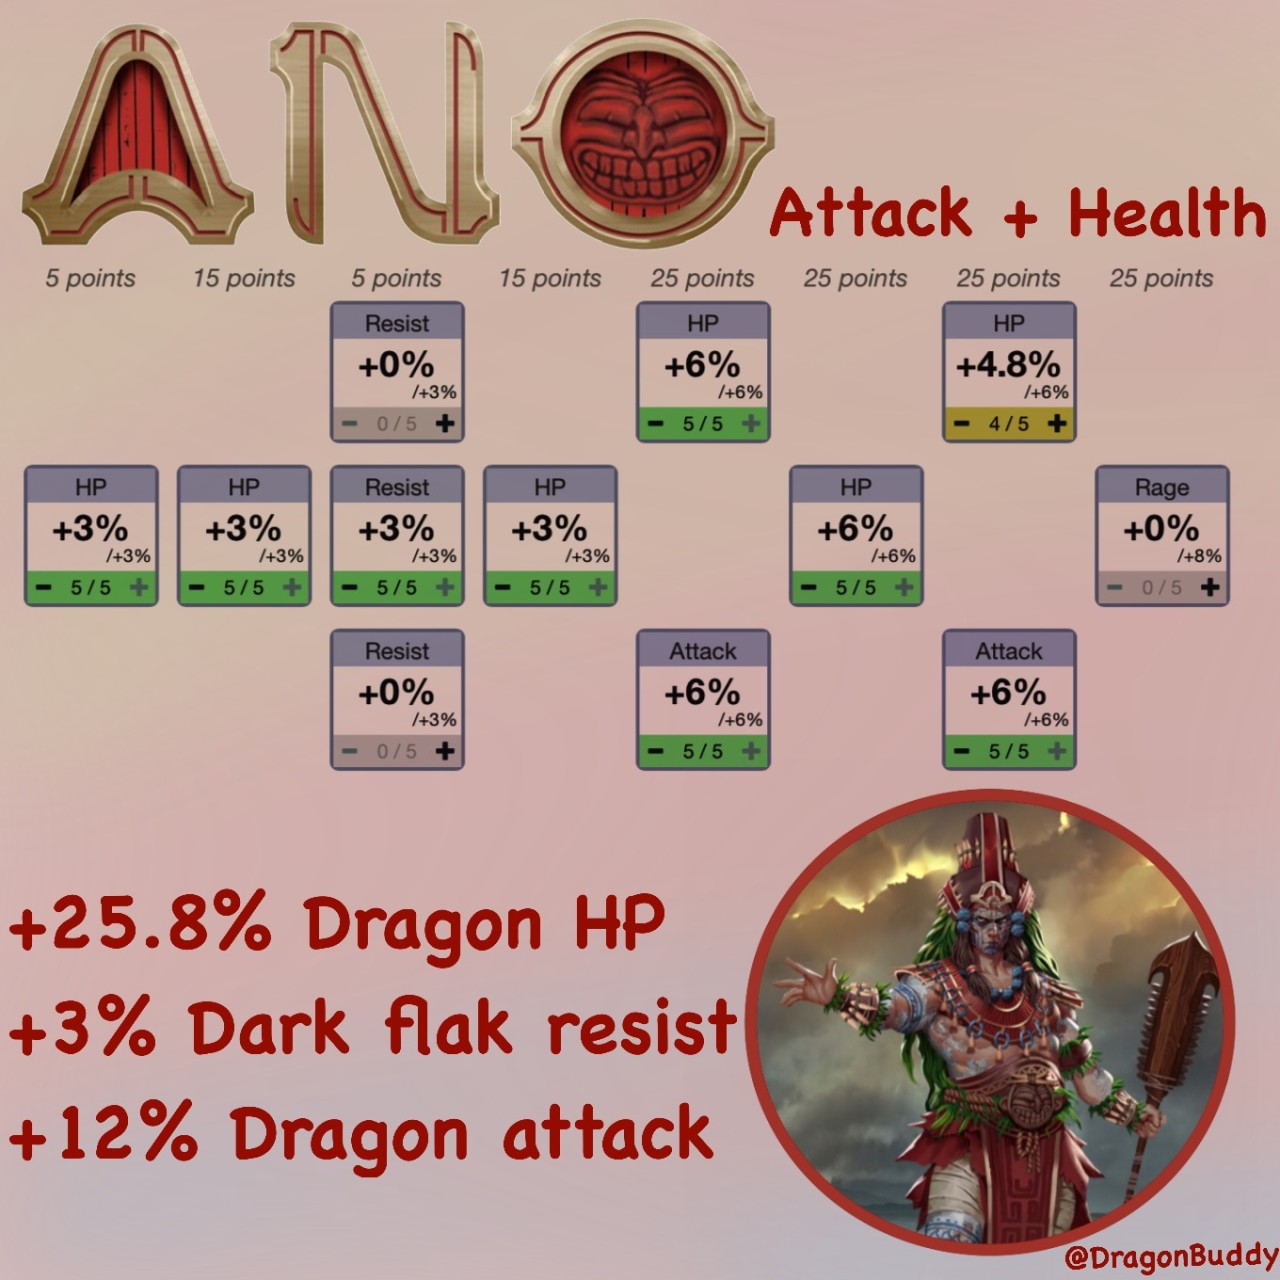 ANO
Attack + Health
5 points 15 points 5 points 15 points 25 points 25 points 25 points 25 points
Resist HP HP
+0% +6% +4.8%
/+3% /+6% /+6%
- 0 / 5 + - 5 / 5 + - 4 / 5 +
HP HP Resist HP HP Rage
+3% +3% +3% +3% +6% +0%
/+3% /+3% /+3% /+3% /+6% /+8%
- 5 / 5 + - 5 / 5 + - 5 / 5 + - 5 / 5 + - 5 / 5 + - 0 / 5 +
Resist Attack Attack
+0% +6% +6%
/+3% /+6% /+6%
- 0 / 5 + - 5 / 5 + - 5 / 5 +
+25.8% Dragon HP
+3% Dark flak resist
+12% Dragon attack
@DragonBuddy